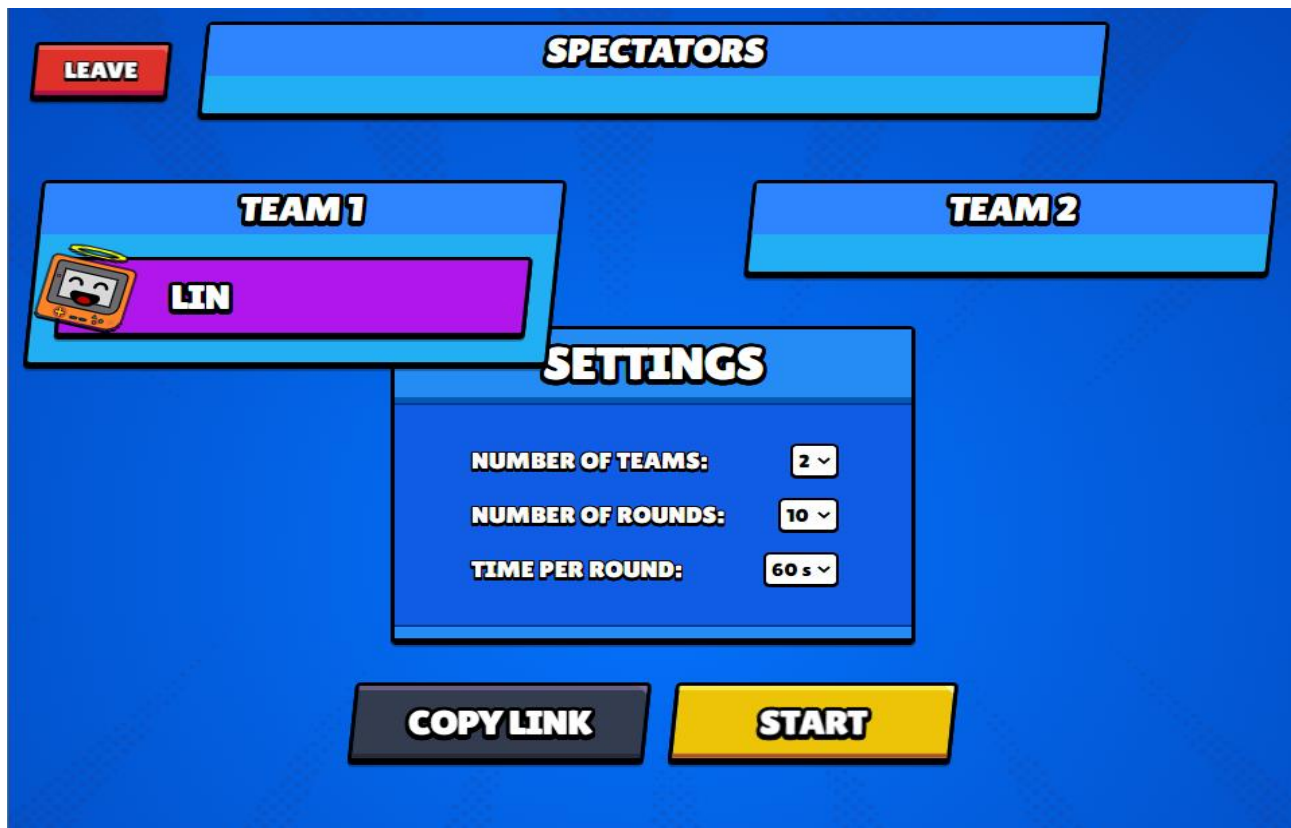 LEAVE
SPECTATORS
TEAM 1
TEAM 2
LIN
SETTINGS
NUMBER OF TEAMS: 2
NUMBER OF ROUNDS: 10
TIME PER ROUND: 60 s
COPY LINK
START